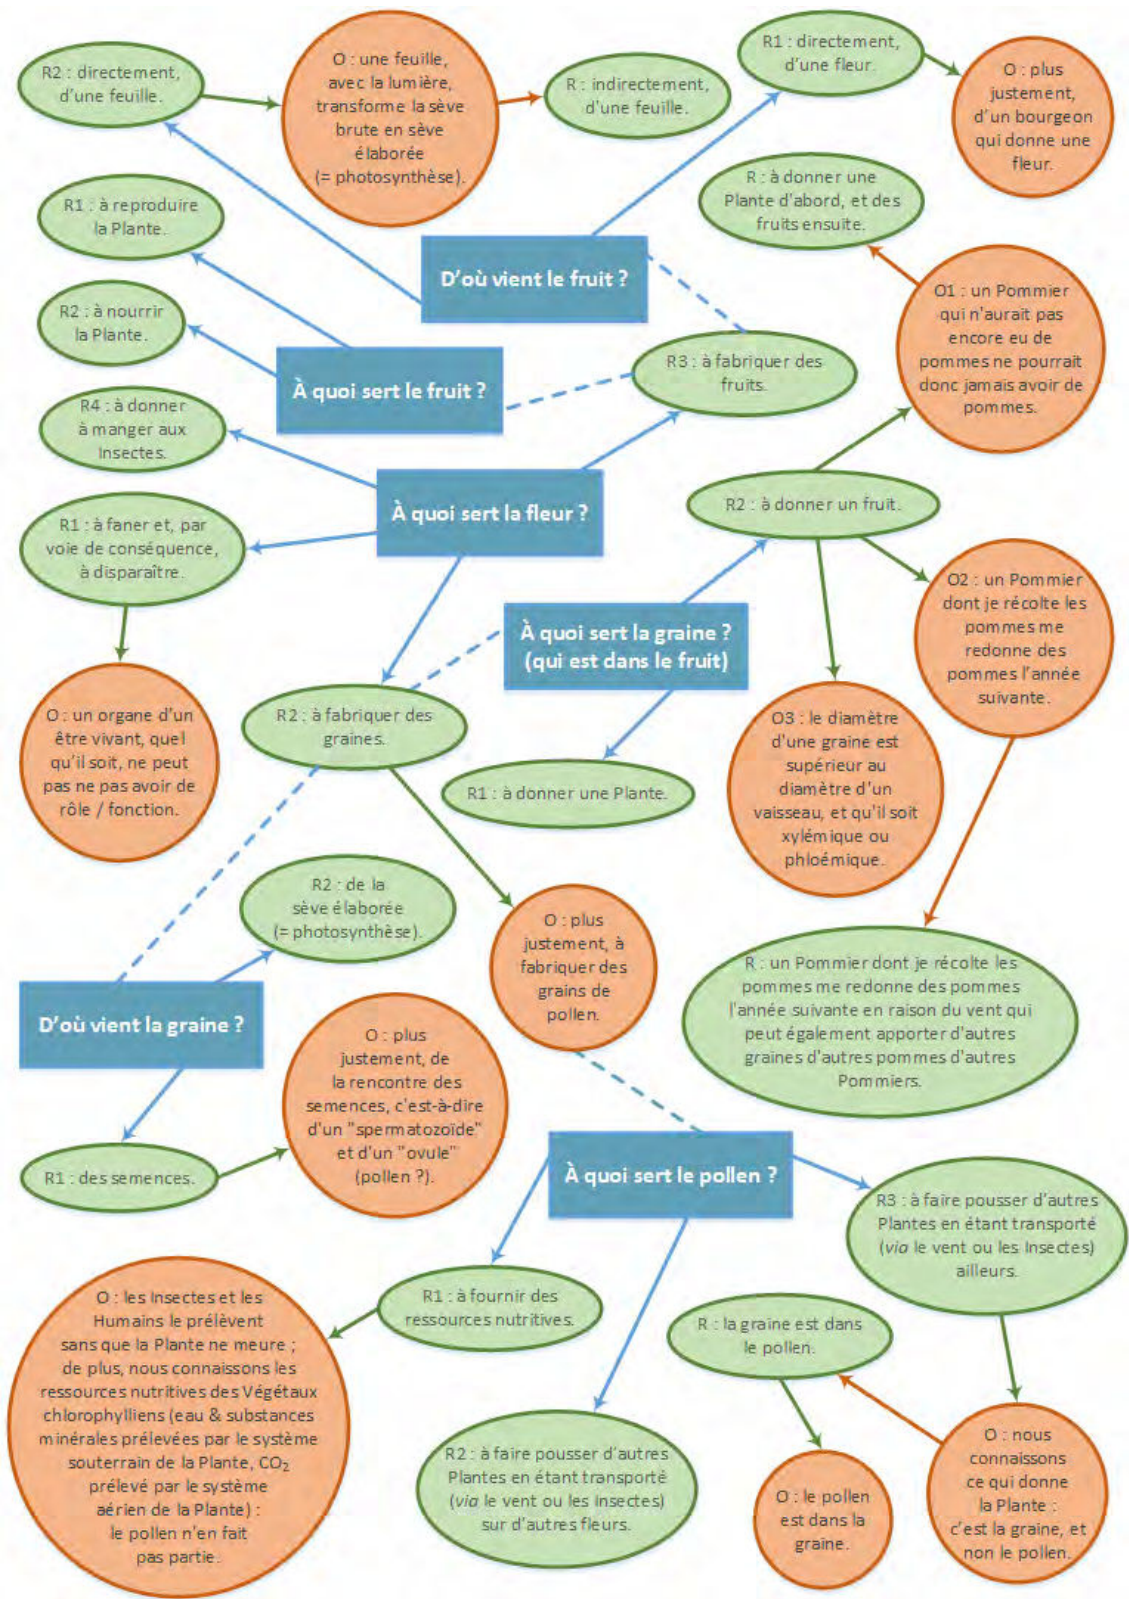 R2 : directement,
d'une feuille.
O : une feuille,
avec la lumière,
transforme la sève
brute en sève
élaborée
(= photosynthèse).
R : indirectement,
d'une feuille.
R1 : directement,
d'une fleur.
O : plus
justement,
d'un bourgeon
qui donne une
fleur.
R1 : à reproduire
la Plante.
R : à donner une
Plante d'abord, et des
fruits ensuite.
D'où vient le fruit ?
R2 : à nourrir
la Plante.
O1 : un Pommier
qui n'aurait pas
encore eu de
pommes ne pourrait
donc jamais avoir de
pommes.
À quoi sert le fruit ?
R3 : à fabriquer des
fruits.
R4 : à donner
à manger aux
Insectes.
À quoi sert la fleur ?
R2 : à donner un fruit.
R1 : à faner et, par
voie de conséquence,
à disparaître.
O2 : un Pommier
dont je récolte les
pommes me
redonne des
pommes l'année
suivante.
À quoi sert la graine ?
(qui est dans le fruit)
O : un organe d'un
être vivant, quel
qu'il soit, ne peut
pas ne pas avoir de
rôle / fonction.
R2 : à fabriquer des
graines.
O3 : le diamètre
d'une graine est
supérieur au
diamètre d'un
vaisseau, et qu'il soit
xylémique ou
phloémique.
R1 : à donner une Plante.
R2 : de la
sève élaborée
(= photosynthèse).
O : plus
justement, à
fabriquer des
grains de
pollen.
R : un Pommier dont je récolte les
pommes me redonne des pommes
l'année suivante en raison du vent qui
peut également apporter d'autres
graines d'autres pommes d'autres
Pommiers.
D'où vient la graine ?
O : plus
justement, de
la rencontre des
semences, c'est-à-dire
d'un "spermatozoïde"
et d'un "ovule"
(pollen ?).
R1 : des semences.
À quoi sert le pollen ?
R3 : à faire pousser d'autres
Plantes en étant transporté
(via le vent ou les Insectes)
ailleurs.
R1 : à fournir des
ressources nutritives.
O : les Insectes et les
Humains le prélèvent
sans que la Plante ne meure ;
de plus, nous connaissons les
ressources nutritives des Végétaux
chlorophylliens (eau & substances
minérales prélevées par le système
souterrain de la Plante, CO2
prélevé par le système
aérien de la Plante) :
le pollen n'en fait
pas partie.
R : la graine est dans
le pollen.
R2 : à faire pousser d'autres
Plantes en étant transporté
(via le vent ou les Insectes)
sur d'autres fleurs.
O : le pollen
est dans la
graine.
O : nous
connaissons
ce qui donne
la Plante :
c'est la graine, et
non le pollen.